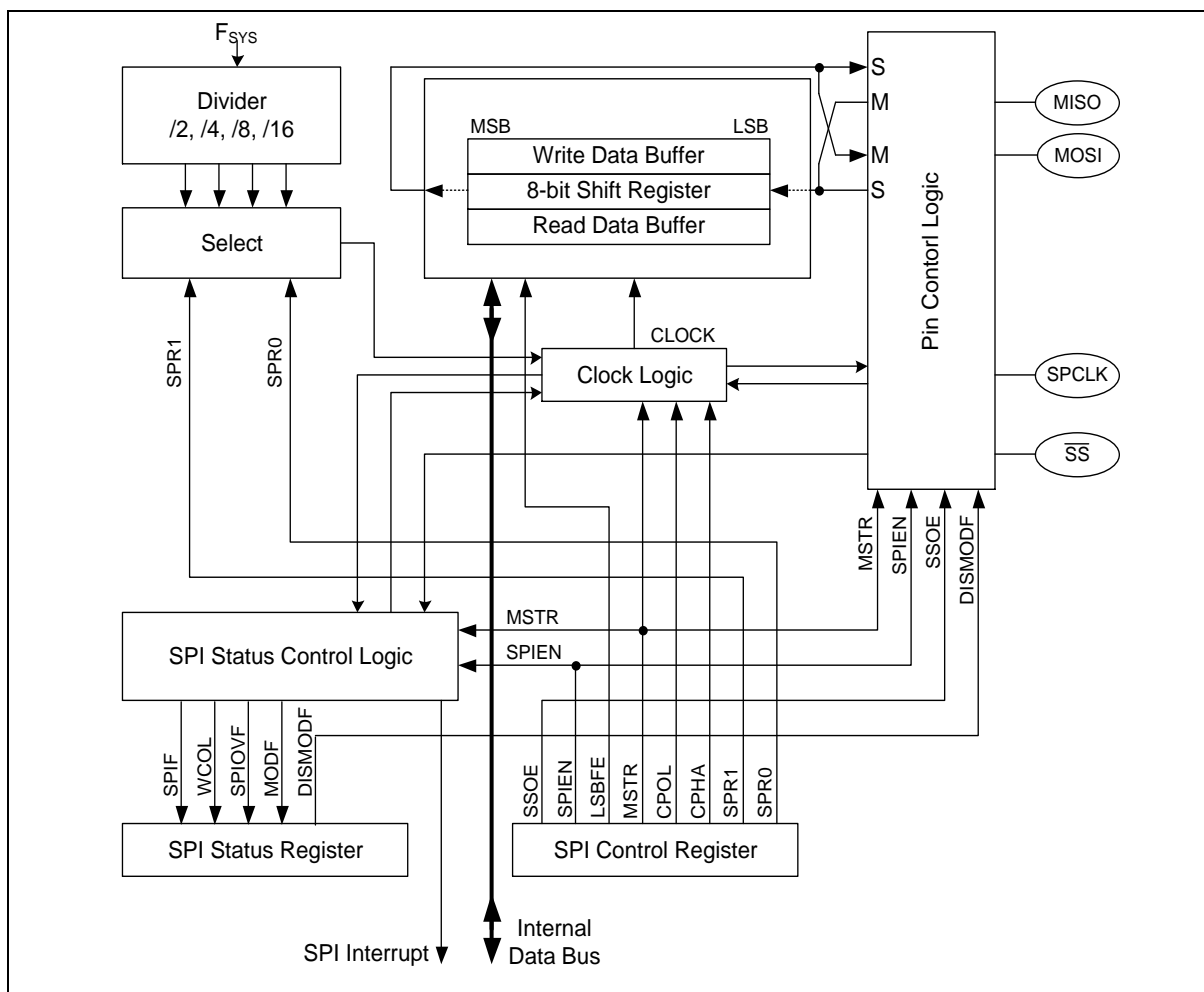 F_SYS
Divider
/2, /4, /8, /16
Select
MSB
LSB
Write Data Buffer
8-bit Shift Register
Read Data Buffer
S
M
M
S
Pin Contorl Logic
MISO
MOSI
SPCLK
SS
SPR1
SPR0
CLOCK
Clock Logic
MSTR
SPIEN
SSOE
DISMODF
SPI Status Control Logic
MSTR
SPIEN
SPIF
WCOL
SPIOVF
MODF
DISMODF
SSOE
SPIEN
LSBFE
MSTR
CPOL
CPHA
SPR1
SPR0
SPI Status Register
SPI Control Register
SPI Interrupt
Internal
Data Bus